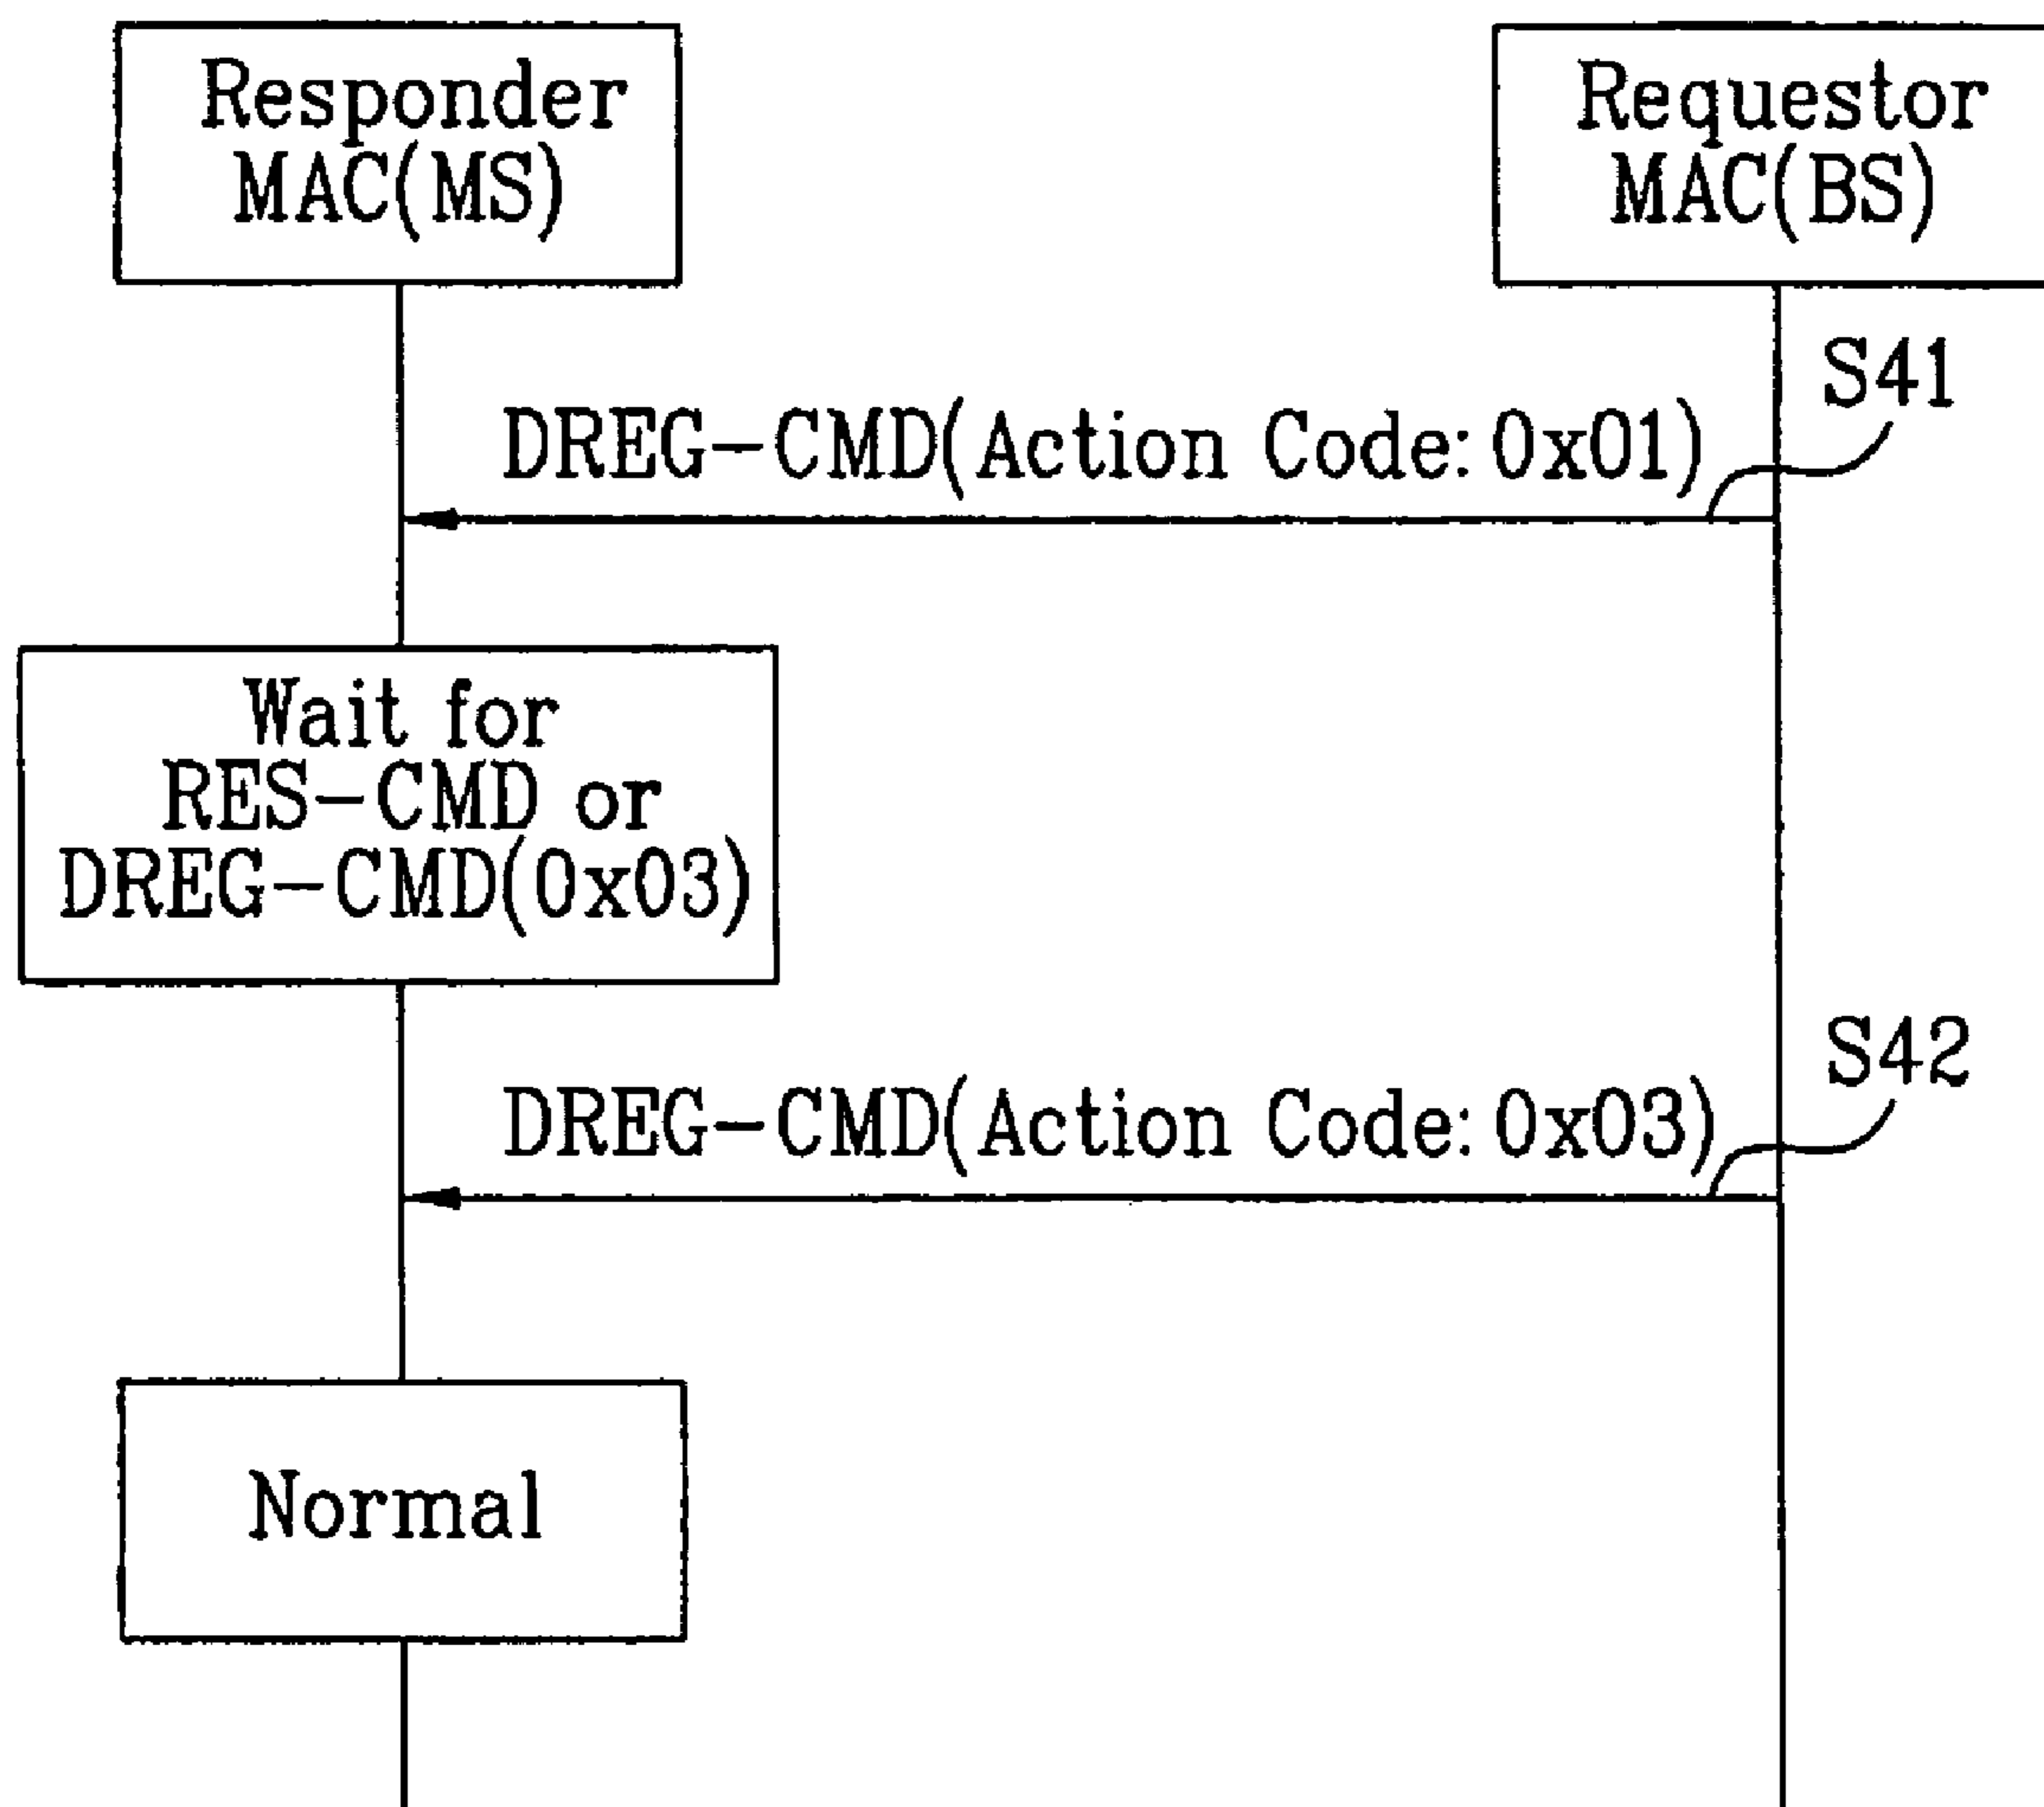 Responder
MAC(MS)
Requestor
MAC(BS)
S41
DREG-CMD(Action Code: 0x01)
Wait for
RES-CMD or
DREG-CMD(0x03)
S42
DREG-CMD(Action Code: 0x03)
Normal